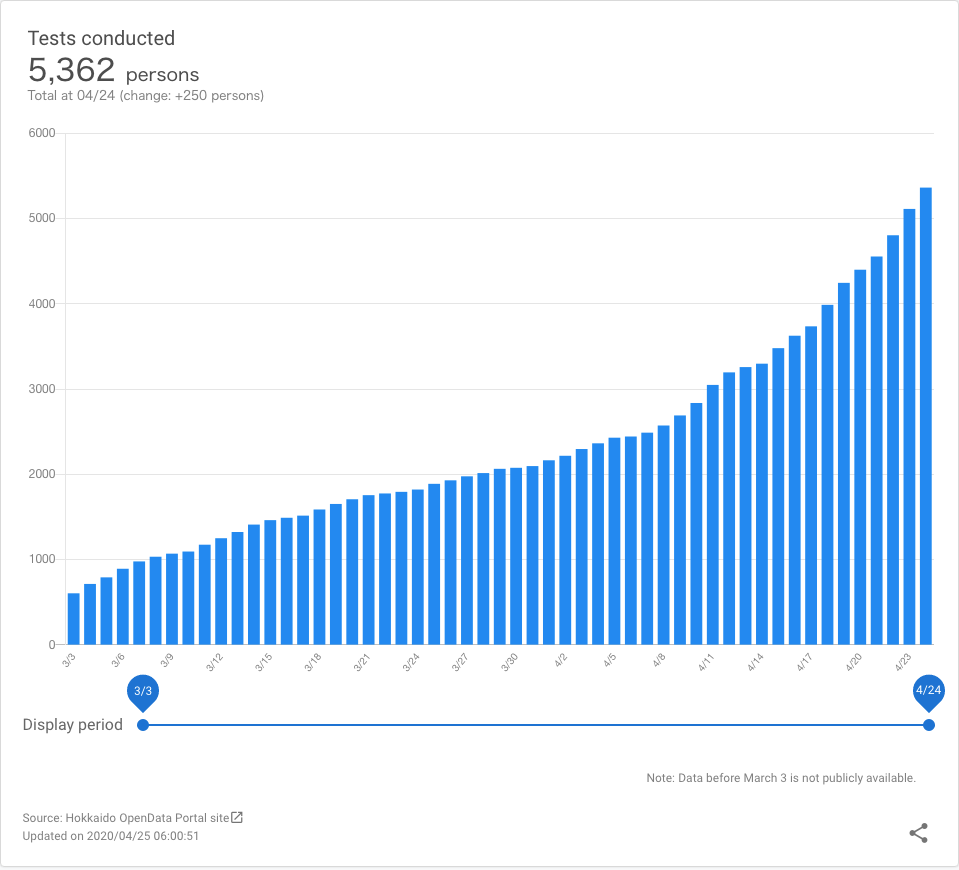 Tests conducted
5,362 persons
Total at 04/24 (change: +250 persons)
6000
5000
4000
3000
2000
1000
0
3/3 3/6 3/9 3/12 3/15 3/18 3/21 3/24 3/27 3/30 4/2 4/5 4/8 4/11 4/14 4/17 4/20 4/23
3/3 4/24
Display period
Note: Data before March 3 is not publicly available.
Source: Hokkaido OpenData Portal site
Updated on 2020/04/25 06:00:51